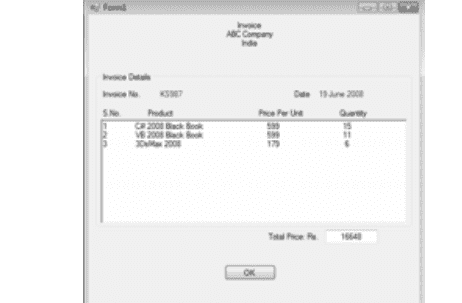 Form1
Invoice
ABC Company
India
Invoice Details
Invoice No. KS987 Date 19 June 2008
S.No. Product Price Per Unit Quantity
1 C# 2008 Black Book 599 15
2 VB 2008 Black Book 599 11
3 3DsMax 2008 179 6
Total Price: Rs. 16648
OK